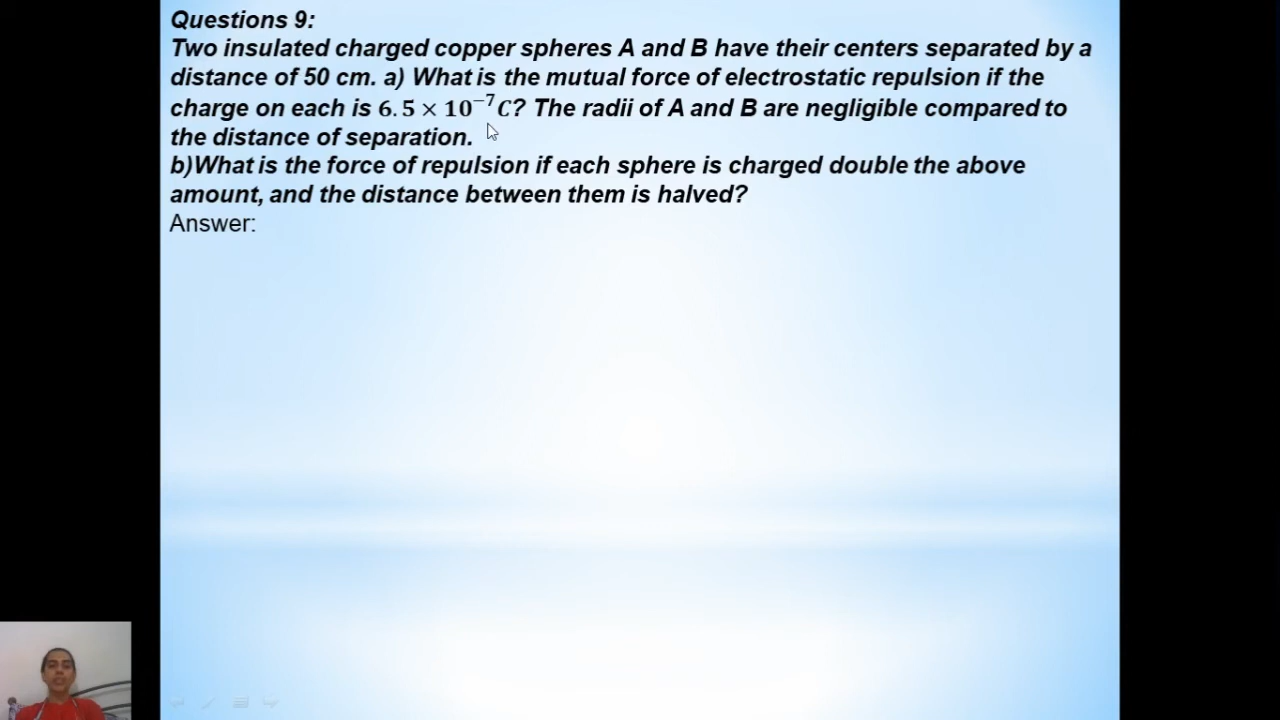 Questions 9:
Two insulated charged copper spheres A and B have their centers separated by a
distance of 50 cm. a) What is the mutual force of electrostatic repulsion if the
charge on each is 6.5 × 10⁻⁷C? The radii of A and B are negligible compared to
the distance of separation.
b)What is the force of repulsion if each sphere is charged double the above
amount, and the distance between them is halved?
Answer: